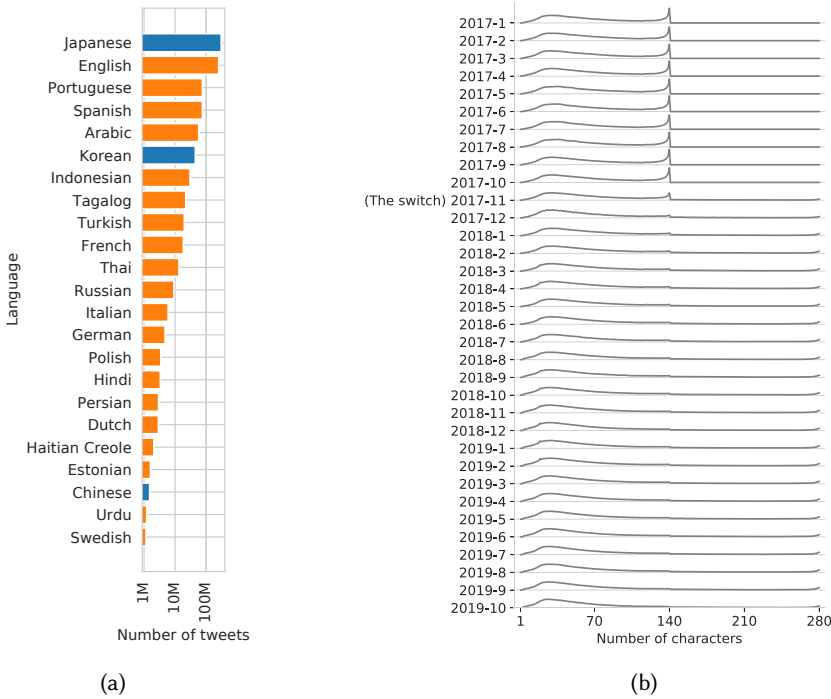 Language
Japanese
English
Portuguese
Spanish
Arabic
Korean
Indonesian
Tagalog
Turkish
French
Thai
Russian
Italian
German
Polish
Hindi
Persian
Dutch
Haitian Creole
Estonian
Chinese
Urdu
Swedish
1M
10M
100M
Number of tweets
(a)
2017-1
2017-2
2017-3
2017-4
2017-5
2017-6
2017-7
2017-8
2017-9
2017-10
(The switch) 2017-11
2017-12
2018-1
2018-2
2018-3
2018-4
2018-5
2018-6
2018-7
2018-8
2018-9
2018-10
2018-11
2018-12
2019-1
2019-2
2019-3
2019-4
2019-5
2019-6
2019-7
2019-8
2019-9
2019-10
1 70 140 210 280
Number of characters
(b)